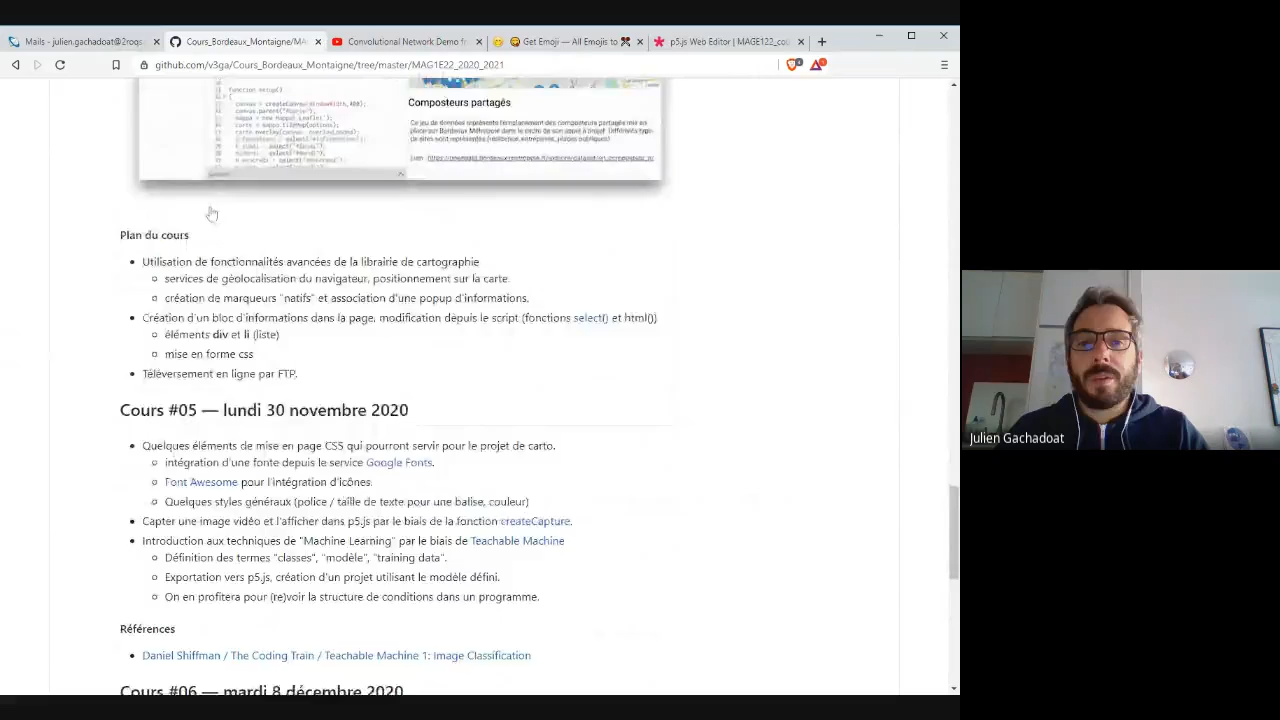 Mails - julien.gachadoat@2roqs
Cours_Bordeaux_Montaigne/MA
Convolutional Network Demo fr
Get Emoji — All Emojis to
p5.js Web Editor | MAGE122_cou
github.com/v3ga/Cours_Bordeaux_Montaigne/tree/master/MAG1E22_2020_2021
function setup()
Composteurs partagés
Plan du cours
Utilisation de fonctionnalités avancées de la librairie de cartographie
services de géolocalisation du navigateur, positionnement sur la carte.
création de marqueurs "natifs" et association d'une popup d'informations.
Création d'un bloc d'informations dans la page, modification depuis le script (fonctions select() et html())
éléments div et li (liste)
mise en forme css
Téléversement en ligne par FTP.
Cours #05 — lundi 30 novembre 2020
Quelques éléments de mise en page CSS qui pourront servir pour le projet de carto.
intégration d'une fonte depuis le service Google Fonts.
Font Awesome pour l'intégration d'icônes.
Quelques styles généraux (police / taille de texte pour une balise, couleur)
Capter une image vidéo et l'afficher dans p5.js par le biais de la fonction createCapture.
Introduction aux techniques de "Machine Learning" par le biais de Teachable Machine
Définition des termes "classes", "modèle", "training data".
Exportation vers p5.js, création d'un projet utilisant le modèle défini.
On en profitera pour (re)voir la structure de conditions dans un programme.
Références
Daniel Shiffman / The Coding Train / Teachable Machine 1: Image Classification
Cours #06 — mardi 8 décembre 2020
Julien Gachadoat